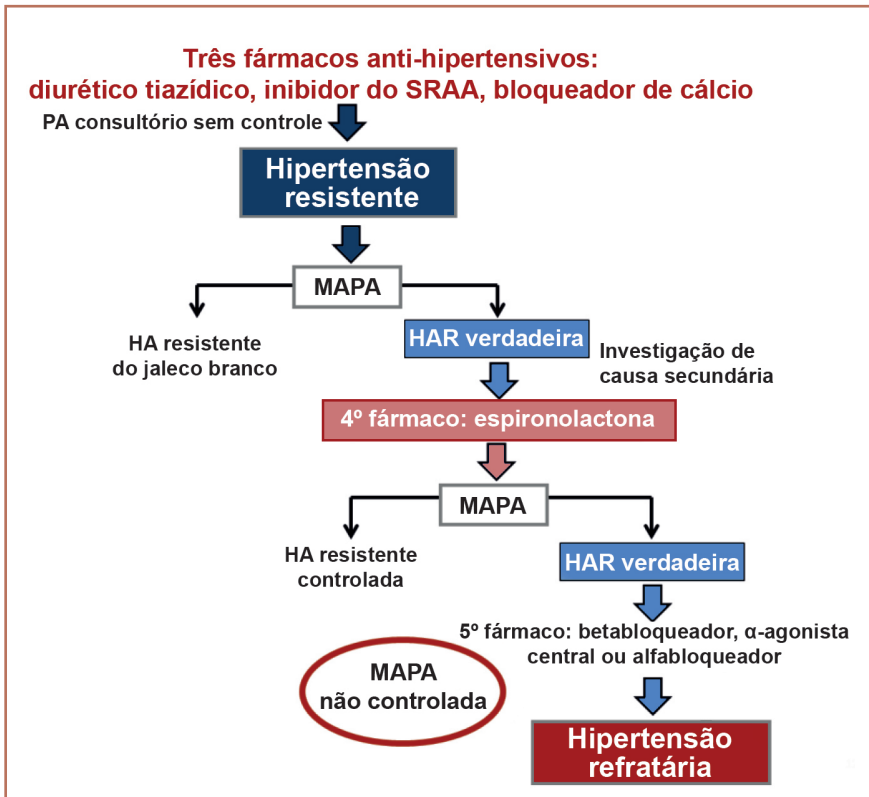 Três fármacos anti-hipertensivos:
diurético tiazídico, inibidor do SRAA, bloqueador de cálcio
PA consultório sem controle
Hipertensão
resistente
MAPA
HA resistente
do jaleco branco
HAR verdadeira
Investigação de
causa secundária
4º fármaco: espironolactona
MAPA
HA resistente
controlada
HAR verdadeira
5º fármaco: betabloqueador, α-agonista
central ou alfabloqueador
MAPA
não controlada
Hipertensão
refratária